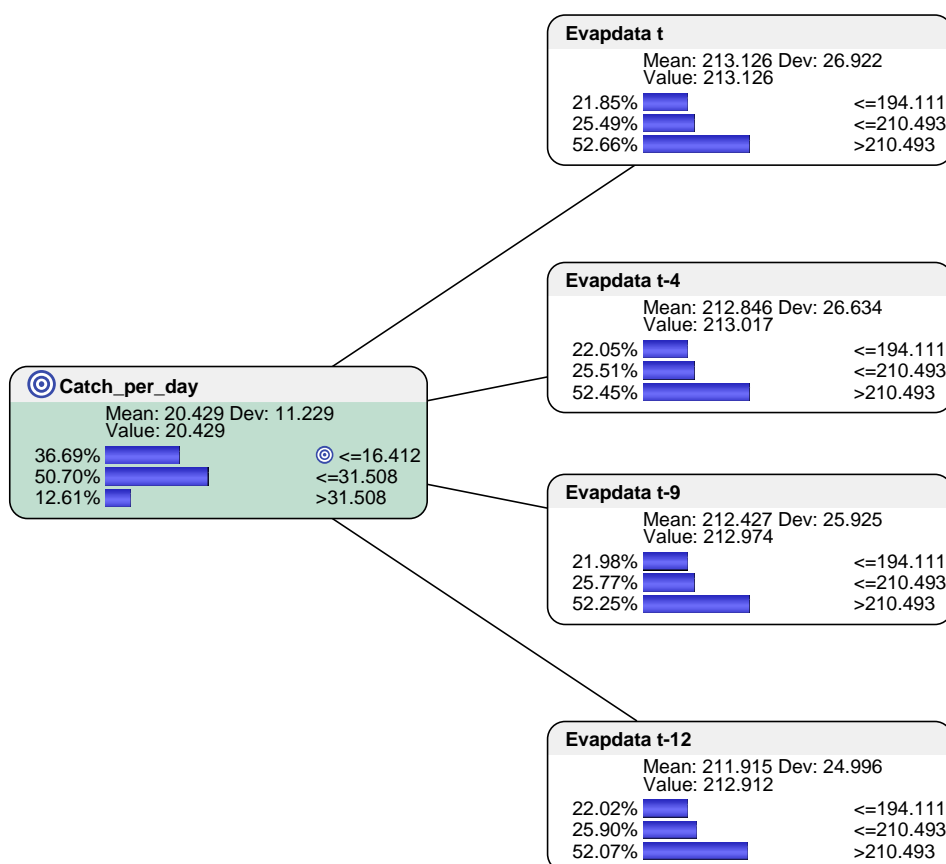 Evapdata t
Mean: 213.126 Dev: 26.922
Value: 213.126
21.85% <=194.111
25.49% <=210.493
52.66% >210.493
Evapdata t-4
Mean: 212.846 Dev: 26.634
Value: 213.017
22.05% <=194.111
25.51% <=210.493
52.45% >210.493
Catch_per_day
Mean: 20.429 Dev: 11.229
Value: 20.429
36.69% <=16.412
50.70% <=31.508
12.61% >31.508
Evapdata t-9
Mean: 212.427 Dev: 25.925
Value: 212.974
21.98% <=194.111
25.77% <=210.493
52.25% >210.493
Evapdata t-12
Mean: 211.915 Dev: 24.996
Value: 212.912
22.02% <=194.111
25.90% <=210.493
52.07% >210.493